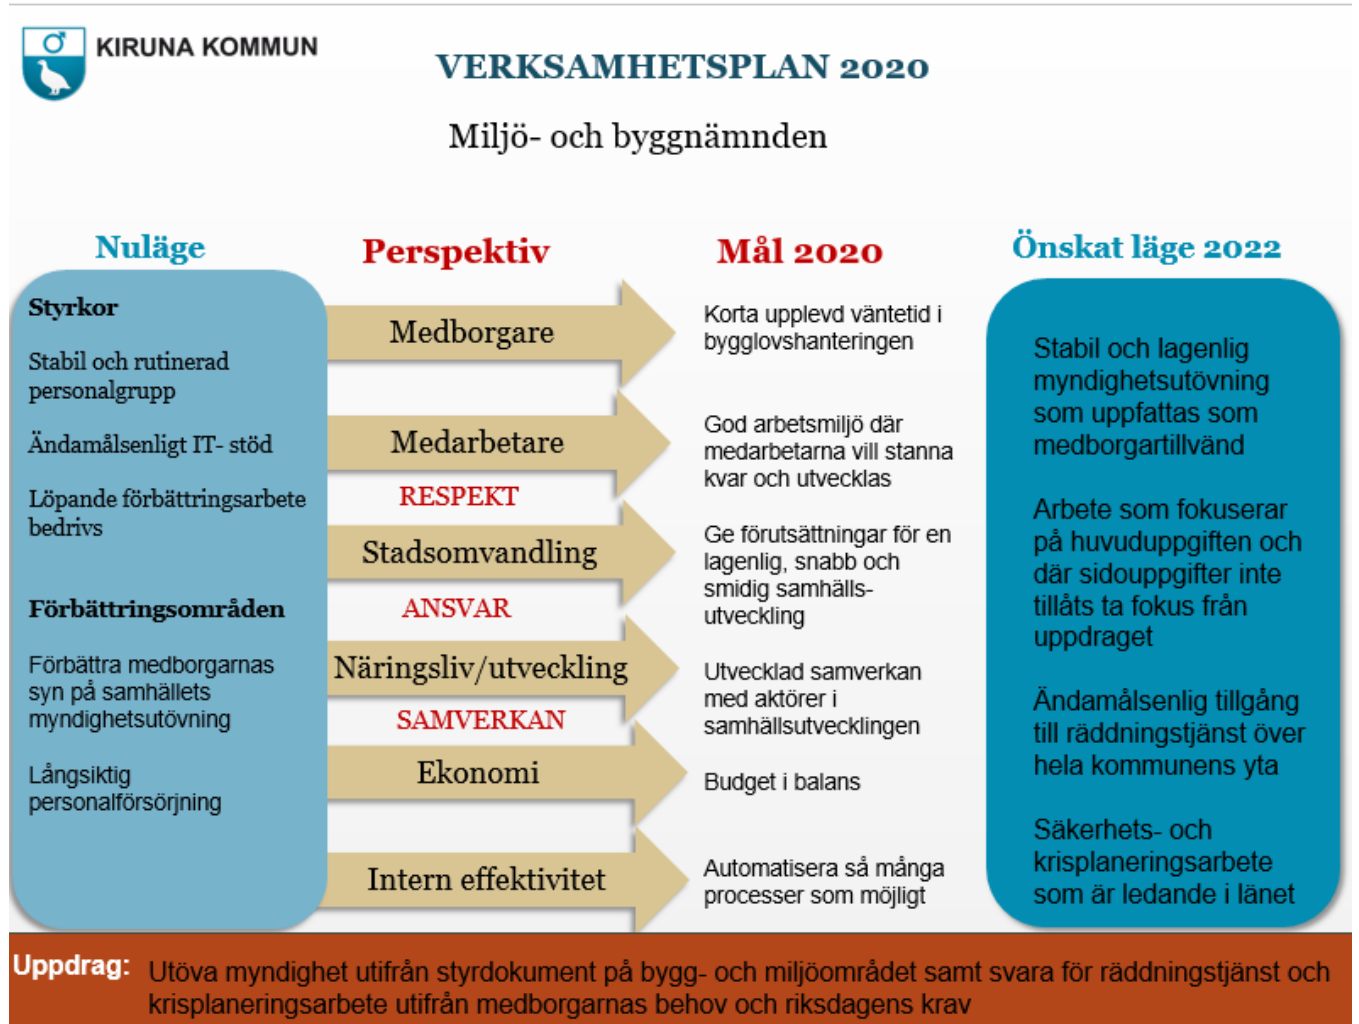 KIRUNA KOMMUN
VERKSAMHETSPLAN 2020
Miljö- och byggnämnden
Nuläge
Styrkor
Stabil och rutinerad
personalgrupp
Ändamålsenligt IT- stöd
Löpande förbättringsarbete
bedrivs
Förbättringsområden
Förbättra medborgarnas
syn på samhällets
myndighetsutövning
Långsiktig
personalförsörjning
Perspektiv
Medborgare
Medarbetare
RESPEKT
Stadsomvandling
ANSVAR
Näringsliv/utveckling
SAMVERKAN
Ekonomi
Intern effektivitet
Mål 2020
Korta upplevd väntetid i
bygglovshanteringen
God arbetsmiljö där
medarbetarna vill stanna
kvar och utvecklas
Ge förutsättningar för en
lagenlig, snabb och
smidig samhälls-
utveckling
Utvecklad samverkan
med aktörer i
samhällsutvecklingen
Budget i balans
Automatisera så många
processer som möjligt
Önskat läge 2022
Stabil och lagenlig
myndighetsutövning
som uppfattas som
medborgartillvänd
Arbete som fokuserar
på huvuduppgiften och
där sidouppgifter inte
tillåts ta fokus från
uppdraget
Ändamålsenlig tillgång
till räddningstjänst över
hela kommunens yta
Säkerhets- och
krisplaneringsarbete
som är ledande i länet
Uppdrag: Utöva myndighet utifrån styrdokument på bygg- och miljöområdet samt svara för räddningstjänst och
krisplaneringsarbete utifrån medborgarnas behov och riksdagens krav